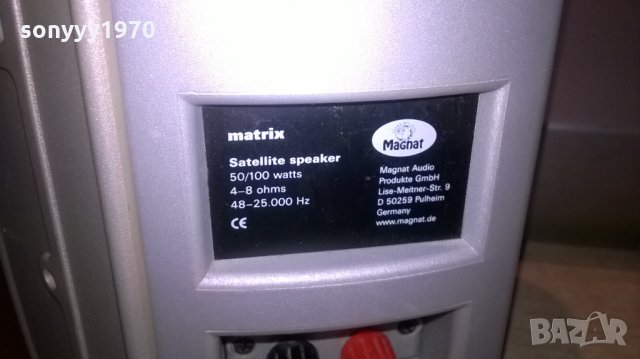 sonyyy1970
matrix
Satellite speaker
50/100 watts
4–8 ohms
48–25.000 Hz
CE
Magnat
Magnat Audio
Produkte GmbH
Lise-Meitner-Str. 9
D 50259 Pulheim
Germany
www.magnat.de
BAZAR